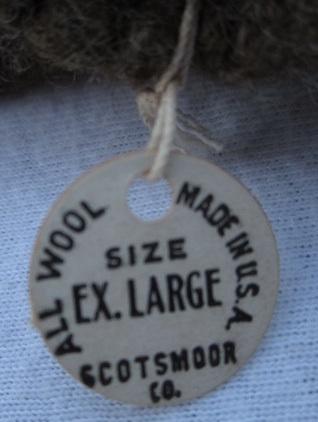 ALL WOOL
MADE IN U.S.A
SIZE
EX. LARGE
SCOTSMOOR
CO.